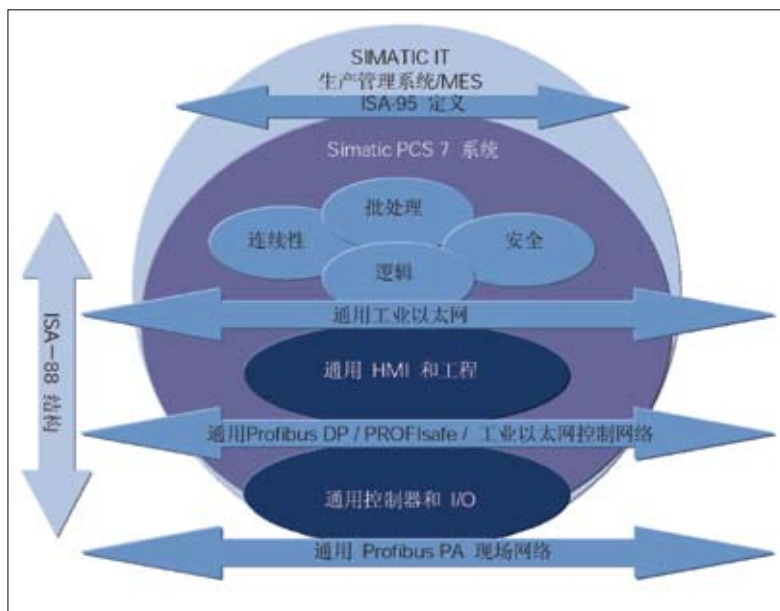 SIMATIC IT
生产管理系统/MES
ISA-95 定义
Simatic PCS 7 系统
批处理
连续性
安全
逻辑
通用工业以太网
通用 HMI 和工程
通用Profibus DP / PROFIsafe / 工业以太网控制网络
通用控制器和 I/O
通用 Profibus PA 现场网络
ISA-88 结构